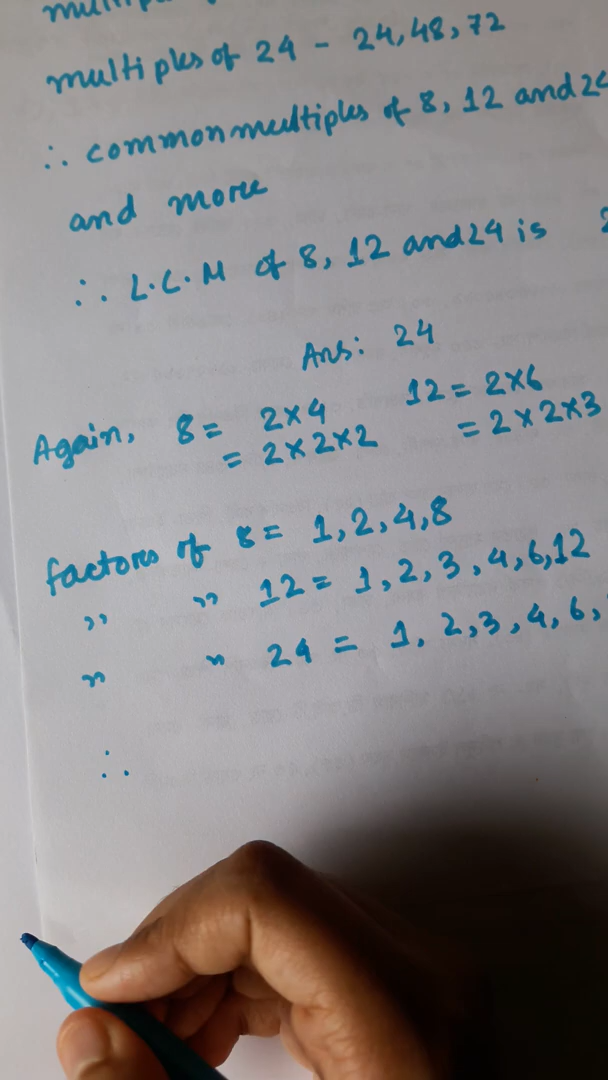 multiples of 24 - 24, 48, 72
∴ common multiples of 8, 12 and 24
and more
∴ L.C.M of 8, 12 and 24 is
Ans: 24
Again, 8 = 2×4 12 = 2×6
= 2×2×2 = 2×2×3
factores of 8 = 1, 2, 4, 8
" " 12 = 1, 2, 3, 4, 6, 12
" " 24 = 1, 2, 3, 4, 6,
∴